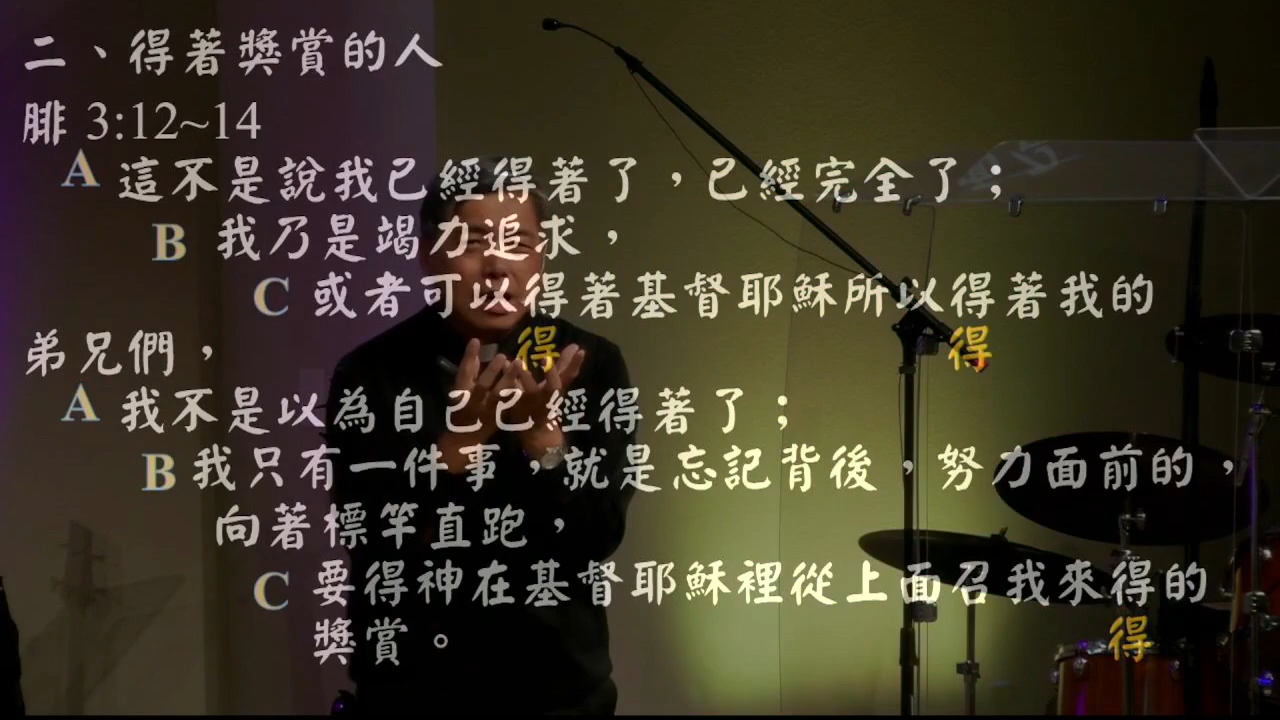 二、得著獎賞的人
腓 3:12~14
A 這不是說我已經得著了，已經完全了；
B 我乃是竭力追求，
C 或者可以得著基督耶穌所以得著我的
弟兄們， 得 得
A 我不是以為自己已經得著了；
B 我只有一件事，就是忘記背後，努力面前的，
向著標竿直跑，
C 要得神在基督耶穌裡從上面召我來得的
獎賞。 得